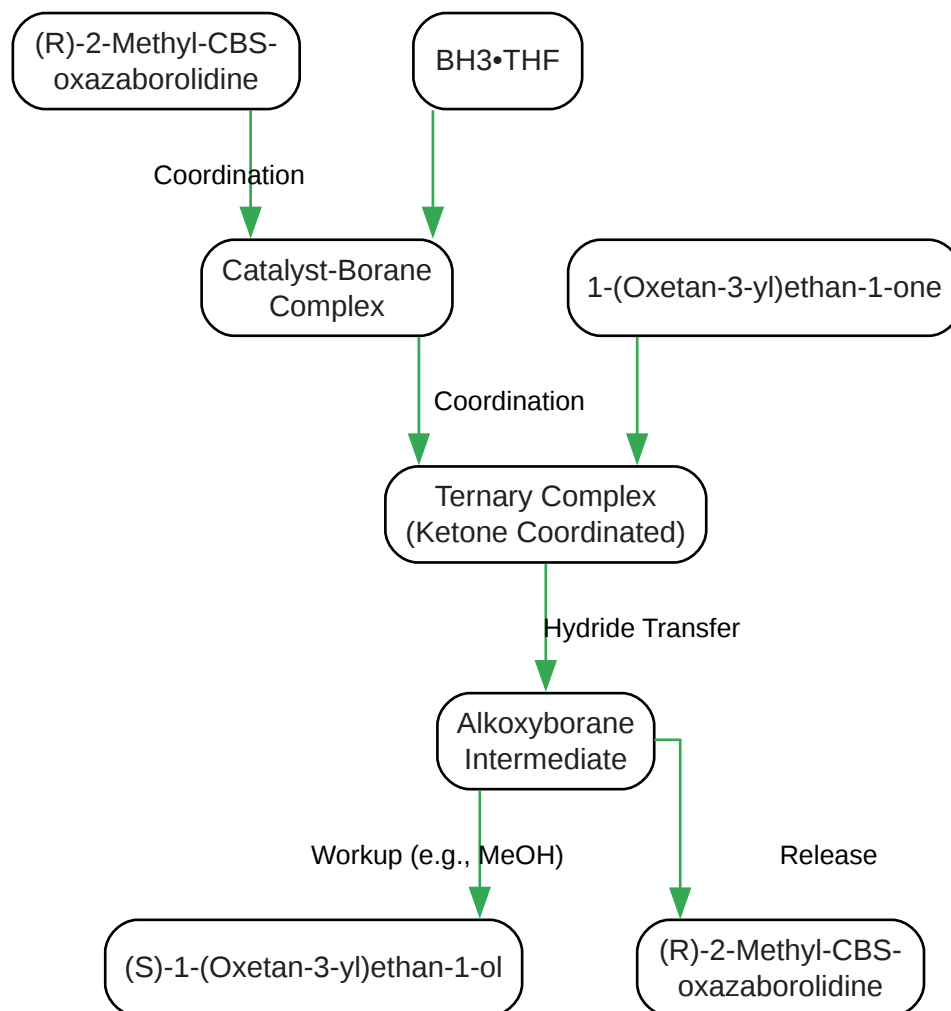 (R)-2-Methyl-CBS-
oxazaborolidine
BH3•THF
Coordination
Catalyst-Borane
Complex
1-(Oxetan-3-yl)ethan-1-one
Coordination
Ternary Complex
(Ketone Coordinated)
Hydride Transfer
Alkoxyborane
Intermediate
Workup (e.g., MeOH)
Release
(S)-1-(Oxetan-3-yl)ethan-1-ol
(R)-2-Methyl-CBS-
oxazaborolidine